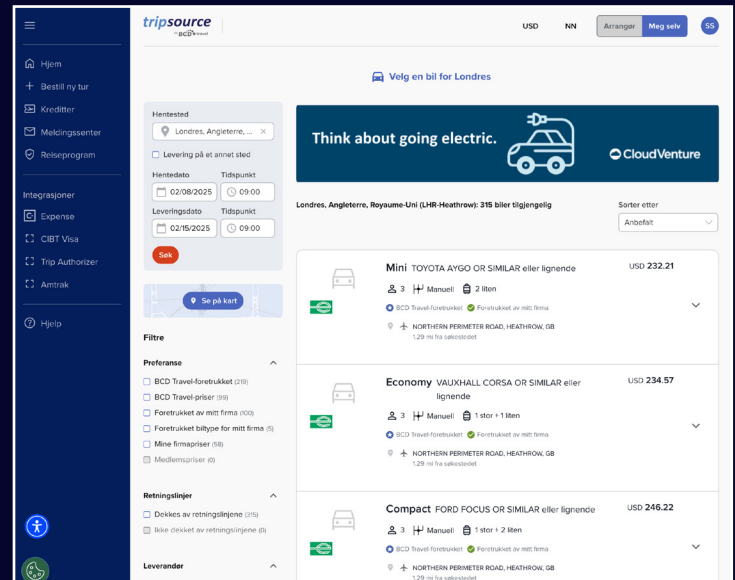 tripsource
by BCD travel
USD
NN
Arrangør
Meg selv
SS
Hjem
Bestill ny tur
Kreditter
Meldingssenter
Reiseprogram
Integrasjoner
Expense
CIBT Visa
Trip Authorizer
Amtrak
Hjelp
Velg en bil for Londres
Hentested
Londres, Angleterre, ...
Levering på et annet sted
Hentedato Tidspunkt
02/08/2025 09:00
Leveringsdato Tidspunkt
02/15/2025 09:00
Søk
Se på kart
Filtre
Preferanse
BCD Travel-foretrukket (219)
BCD Travel-priser (99)
Foretrukket av mitt firma (100)
Foretrukket biltype for mitt firma (5)
Mine firmapriser (58)
Medlemspriser (0)
Retningslinjer
Dekkes av retningslinjene (315)
Ikke dekket av retningslinjene (0)
Leverandør
Think about going electric.
CloudVenture
Londres, Angleterre, Royaume-Uni (LHR-Heathrow): 315 biler tilgjengelig
Sorter etter
Anbefalt
Mini TOYOTA AYGO OR SIMILAR eller lignende
USD 232.21
3 Manuell 2 liten
BCD Travel-foretrukket Foretrukket av mitt firma
NORTHERN PERIMETER ROAD, HEATHROW, GB
1.29 mi fra søkestedet
Economy VAUXHALL CORSA OR SIMILAR eller
lignende
USD 234.57
3 Manuell 1 stor + 1 liten
BCD Travel-foretrukket Foretrukket av mitt firma
NORTHERN PERIMETER ROAD, HEATHROW, GB
1.29 mi fra søkestedet
Compact FORD FOCUS OR SIMILAR eller lignende
USD 246.22
3 Manuell 1 stor + 2 liten
BCD Travel-foretrukket Foretrukket av mitt firma
NORTHERN PERIMETER ROAD, HEATHROW, GB
1.29 mi fra søkestedet